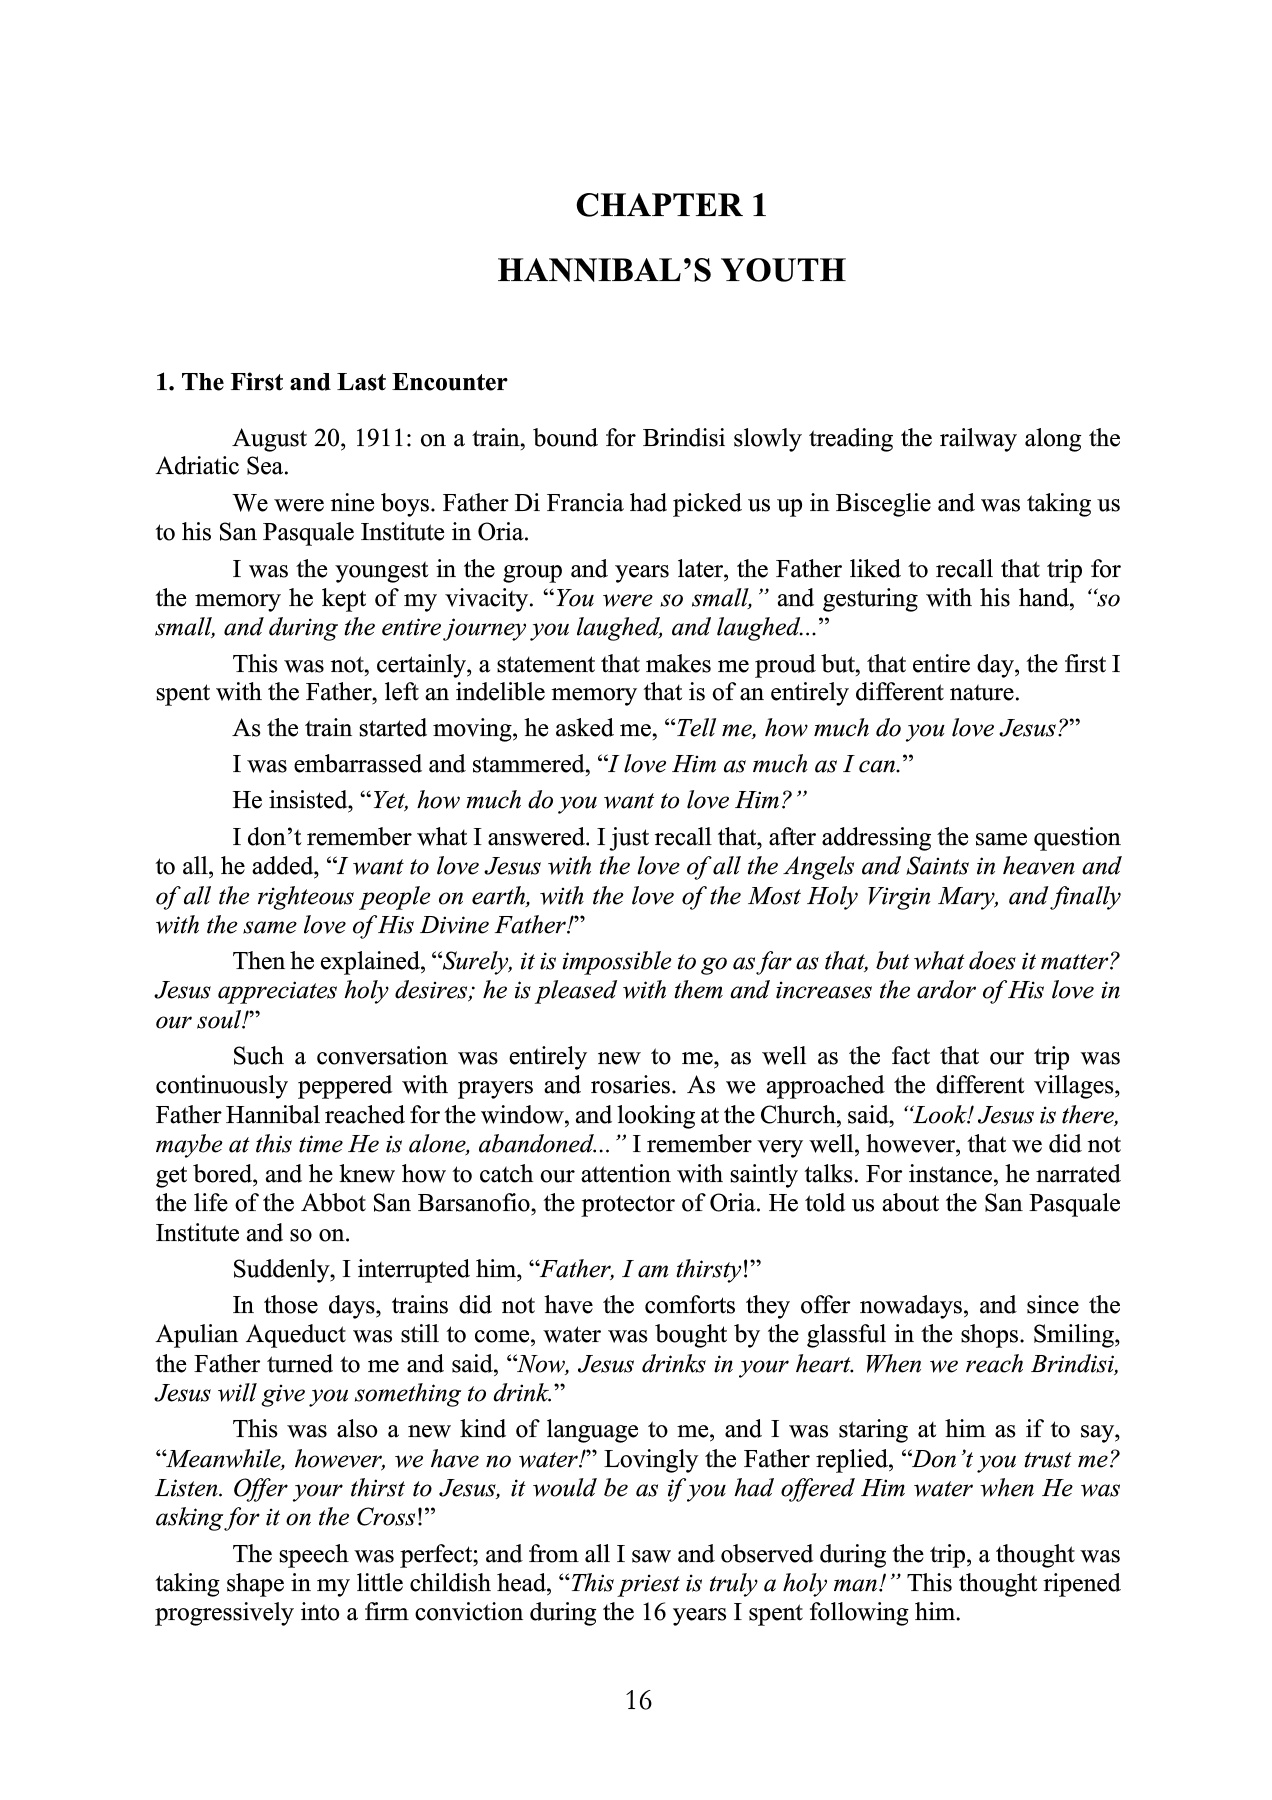 CHAPTER 1
HANNIBAL’S YOUTH
1. The First and Last Encounter
August 20, 1911: on a train, bound for Brindisi slowly treading the railway along the
Adriatic Sea.
We were nine boys. Father Di Francia had picked us up in Bisceglie and was taking us
to his San Pasquale Institute in Oria.
I was the youngest in the group and years later, the Father liked to recall that trip for
the memory he kept of my vivacity. “You were so small,” and gesturing with his hand, “so
small, and during the entire journey you laughed, and laughed...”
This was not, certainly, a statement that makes me proud but, that entire day, the first I
spent with the Father, left an indelible memory that is of an entirely different nature.
As the train started moving, he asked me, “Tell me, how much do you love Jesus?”
I was embarrassed and stammered, “I love Him as much as I can.”
He insisted, “Yet, how much do you want to love Him?”
I don’t remember what I answered. I just recall that, after addressing the same question
to all, he added, “I want to love Jesus with the love of all the Angels and Saints in heaven and
of all the righteous people on earth, with the love of the Most Holy Virgin Mary, and finally
with the same love of His Divine Father!”
Then he explained, “Surely, it is impossible to go as far as that, but what does it matter?
Jesus appreciates holy desires; he is pleased with them and increases the ardor of His love in
our soul!”
Such a conversation was entirely new to me, as well as the fact that our trip was
continuously peppered with prayers and rosaries. As we approached the different villages,
Father Hannibal reached for the window, and looking at the Church, said, “Look! Jesus is there,
maybe at this time He is alone, abandoned...” I remember very well, however, that we did not
get bored, and he knew how to catch our attention with saintly talks. For instance, he narrated
the life of the Abbot San Barsanofio, the protector of Oria. He told us about the San Pasquale
Institute and so on.
Suddenly, I interrupted him, “Father, I am thirsty!”
In those days, trains did not have the comforts they offer nowadays, and since the
Apulian Aqueduct was still to come, water was bought by the glassful in the shops. Smiling,
the Father turned to me and said, “Now, Jesus drinks in your heart. When we reach Brindisi,
Jesus will give you something to drink.”
This was also a new kind of language to me, and I was staring at him as if to say,
“Meanwhile, however, we have no water!” Lovingly the Father replied, “Don’t you trust me?
Listen. Offer your thirst to Jesus, it would be as if you had offered Him water when He was
asking for it on the Cross!”
The speech was perfect; and from all I saw and observed during the trip, a thought was
taking shape in my little childish head, “This priest is truly a holy man!” This thought ripened
progressively into a firm conviction during the 16 years I spent following him.
16